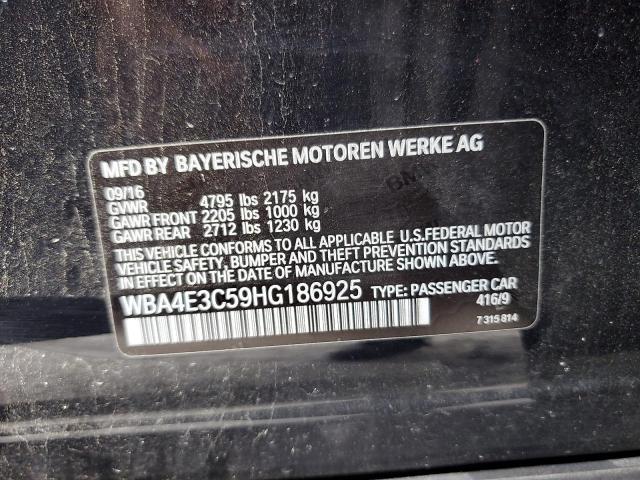 MFD BY BAYERISCHE MOTOREN WERKE AG
09/16
GVWR 4795 lbs 2175 kg
GAWR FRONT 2205 lbs 1000 kg
GAWR REAR 2712 lbs 1230 kg
THIS VEHICLE CONFORMS TO ALL APPLICABLE U.S.FEDERAL MOTOR
VEHICLE SAFETY, BUMPER AND THEFT PREVENTION STANDARDS
IN EFFECT ON THE DATE OF MANUFACTURE SHOWN ABOVE.
WBA4E3C59HG186925 TYPE: PASSENGER CAR
416/9
7 315 814